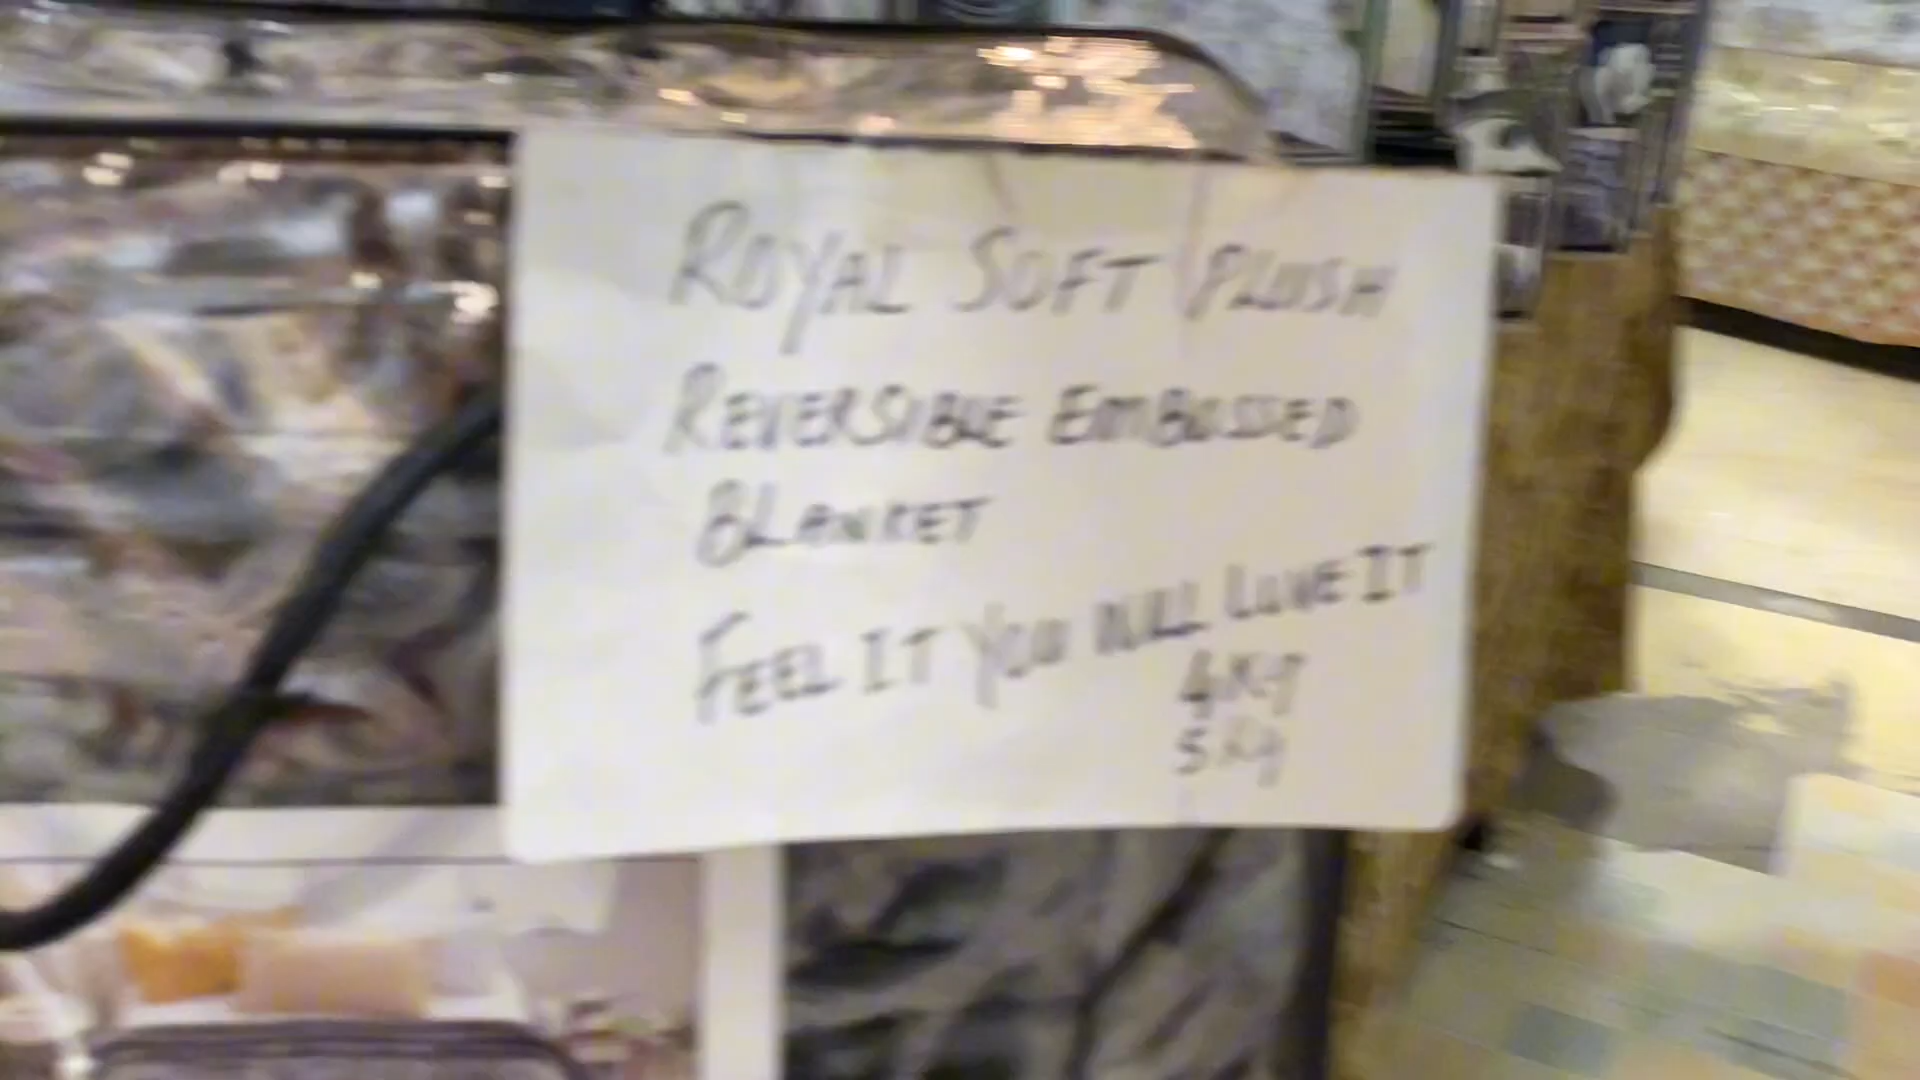 ROYAL SOFT PLUSH
REVERSIBLE EMBOSSED
BLANKET
FEEL IT YOU WILL LOVE IT
4Kg
5Kg